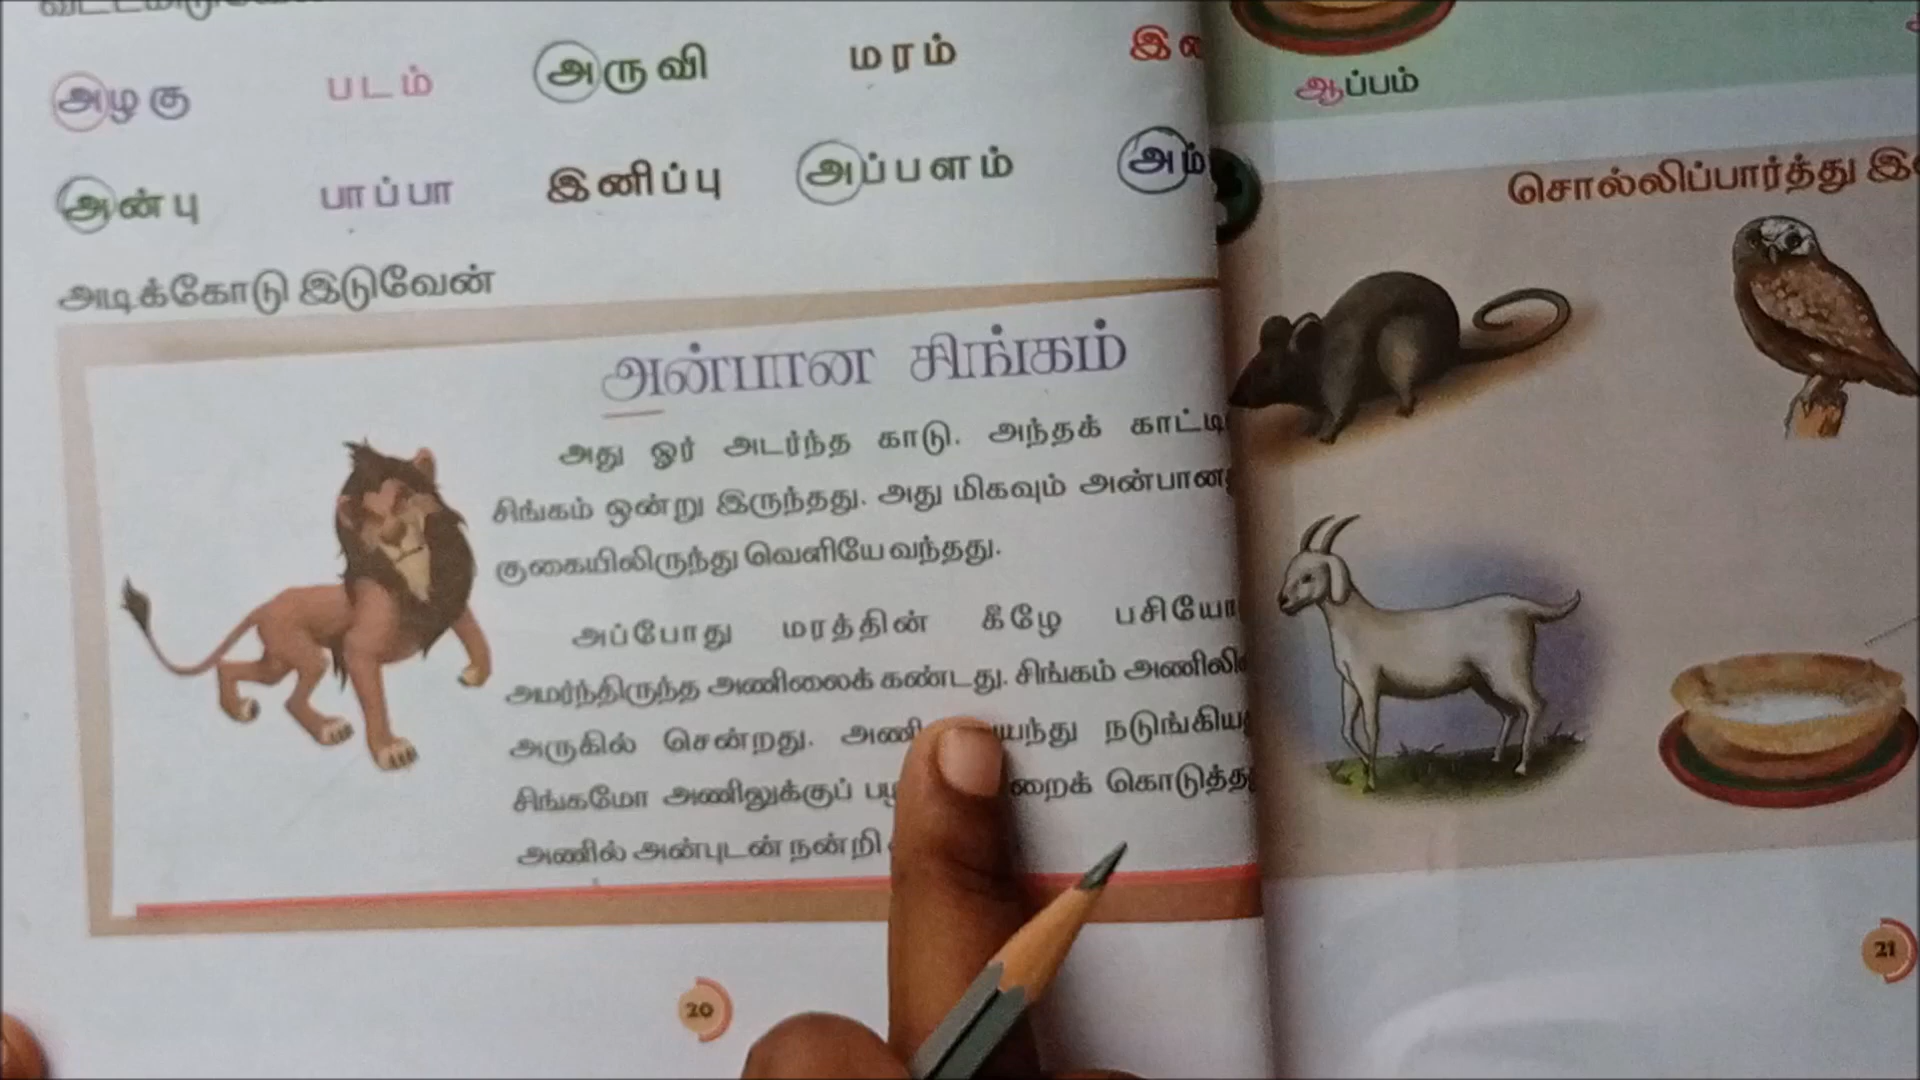 அழகு படம் அருவி மரம்
அன்பு பாப்பா இனிப்பு அப்பளம்
அடிக்கோடு இடுவேன்
அன்பான சிங்கம்
அது ஓர் அடர்ந்த காடு. அந்தக்
சிங்கம் ஒன்று இருந்தது. அது மிகவும்
குகையிலிருந்து வெளியே வந்தது.
அப்போது மரத்தின் கீழே
அமர்ந்திருந்த அணிலைக் கண்டது. சிங்கம்
அருகில் சென்றது.
சிங்கமோ அணிலுக்குப்
அணில் அன்புடன் நன்றி
20
ஆப்பம்
சொல்லிப்பார்த்து
21